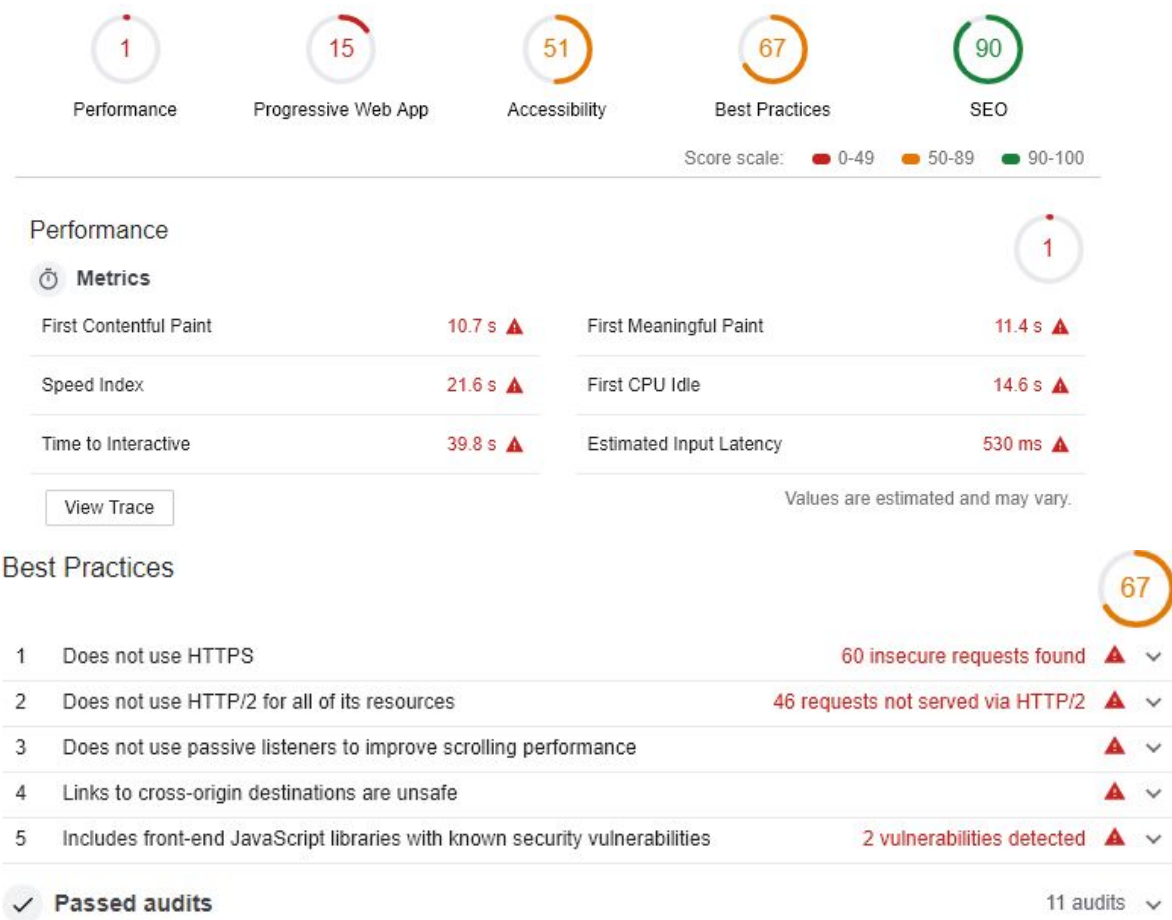 1 15 51 67 90
Performance Progressive Web App Accessibility Best Practices SEO
Score scale: 0-49 50-89 90-100
Performance 1
Metrics
First Contentful Paint 10.7 s First Meaningful Paint 11.4 s
Speed Index 21.6 s First CPU Idle 14.6 s
Time to Interactive 39.8 s Estimated Input Latency 530 ms
View Trace Values are estimated and may vary.
Best Practices 67
1 Does not use HTTPS 60 insecure requests found
2 Does not use HTTP/2 for all of its resources 46 requests not served via HTTP/2
3 Does not use passive listeners to improve scrolling performance
4 Links to cross-origin destinations are unsafe
5 Includes front-end JavaScript libraries with known security vulnerabilities 2 vulnerabilities detected
Passed audits 11 audits